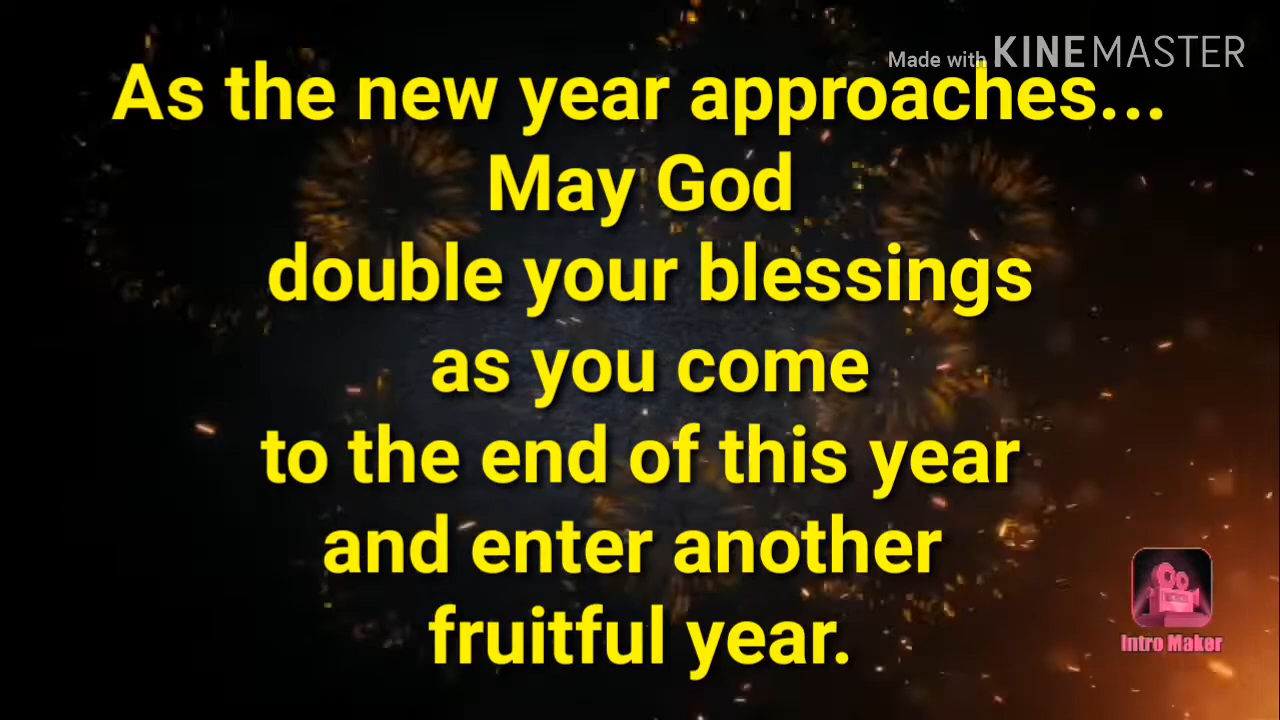 Made with KINEMASTER
As the new year approaches...
May God
double your blessings
as you come
to the end of this year
and enter another
fruitful year.
Intro Maker